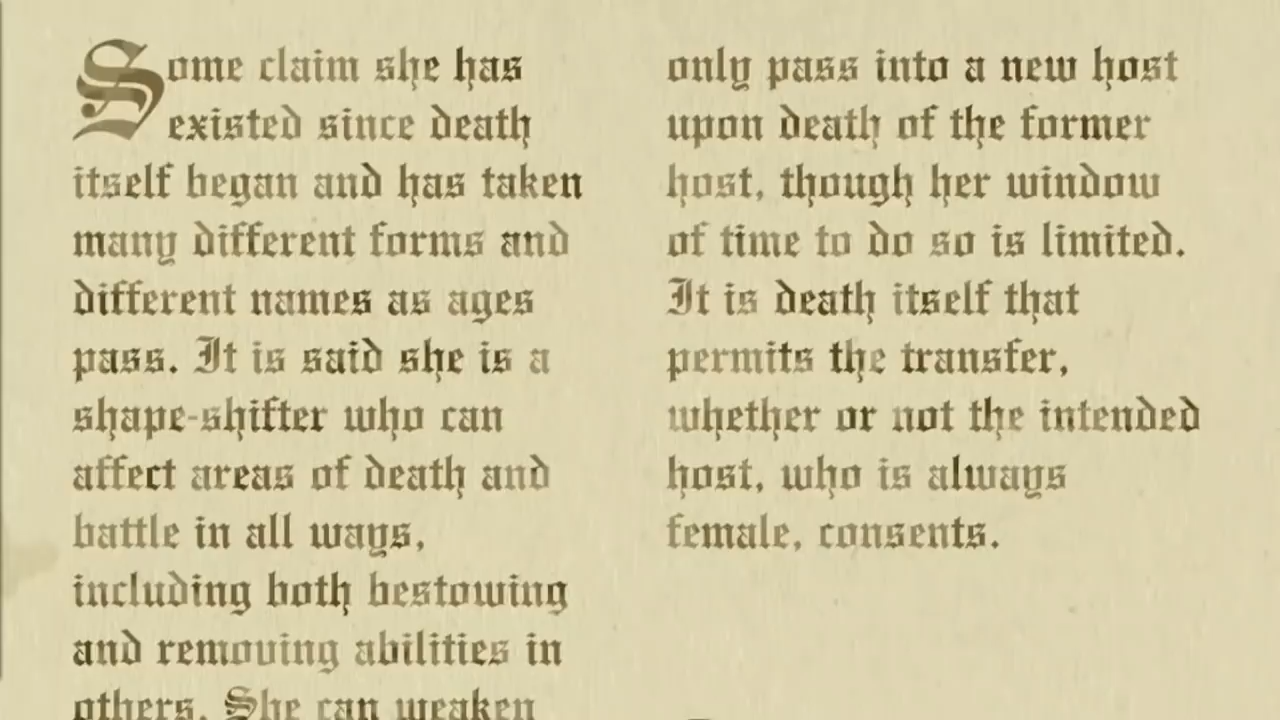 Some claim she has
existed since death
itself began and has taken
many different forms and
different names as ages
pass. It is said she is a
shape-shifter who can
affect areas of death and
battle in all ways,
including both bestowing
and removing abilities in
others. She can weaken
only pass into a new host
upon death of the former
host, though her window
of time to do so is limited.
It is death itself that
permits the transfer,
whether or not the intended
host, who is always
female, consents.